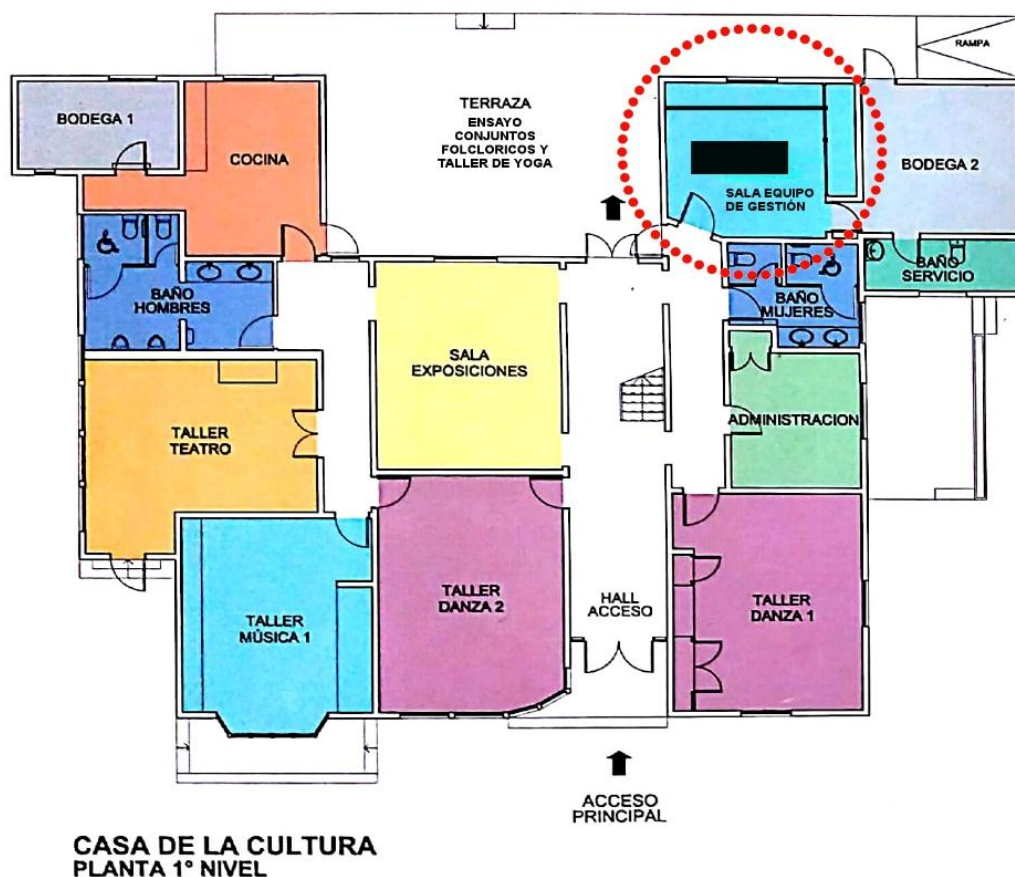 RAMPA
TERRAZA
ENSAYO
CONJUNTOS
FOLCLORICOS Y
TALLER DE YOGA
BODEGA 1
COCINA
SALA EQUIPO
DE GESTIÓN
BODEGA 2
BAÑO
HOMBRES
BAÑO
MUJERES
BAÑO
SERVICIO
SALA
EXPOSICIONES
TALLER
TEATRO
ADMINISTRACION
TALLER
MÚSICA 1
TALLER
DANZA 2
HALL
ACCESO
TALLER
DANZA 1
ACCESO
PRINCIPAL
CASA DE LA CULTURA
PLANTA 1° NIVEL